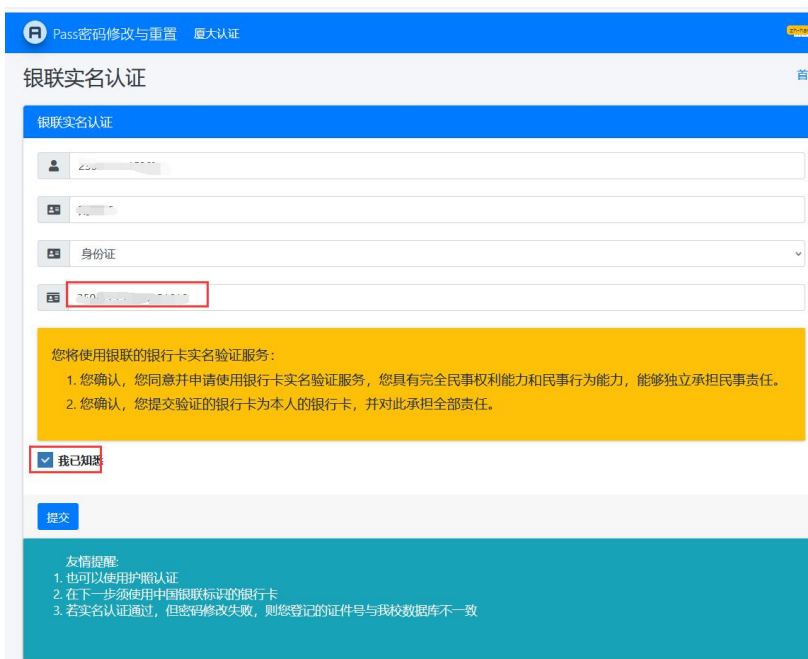 Pass密码修改与重置 厦大认证
银联实名认证
首
银联实名认证
身份证
您将使用银联的银行卡实名验证服务：
1. 您确认，您同意并申请使用银行卡实名验证服务，您具有完全民事权利能力和民事行为能力，能够独立承担民事责任。
2. 您确认，您提交验证的银行卡为本人的银行卡，并对此承担全部责任。
我已知悉
提交
友情提醒:
1. 也可以使用护照认证
2. 在下一步须使用中国银联标识的银行卡
3. 若实名认证通过，但密码修改失败，则您登记的证件号与我校数据库不一致